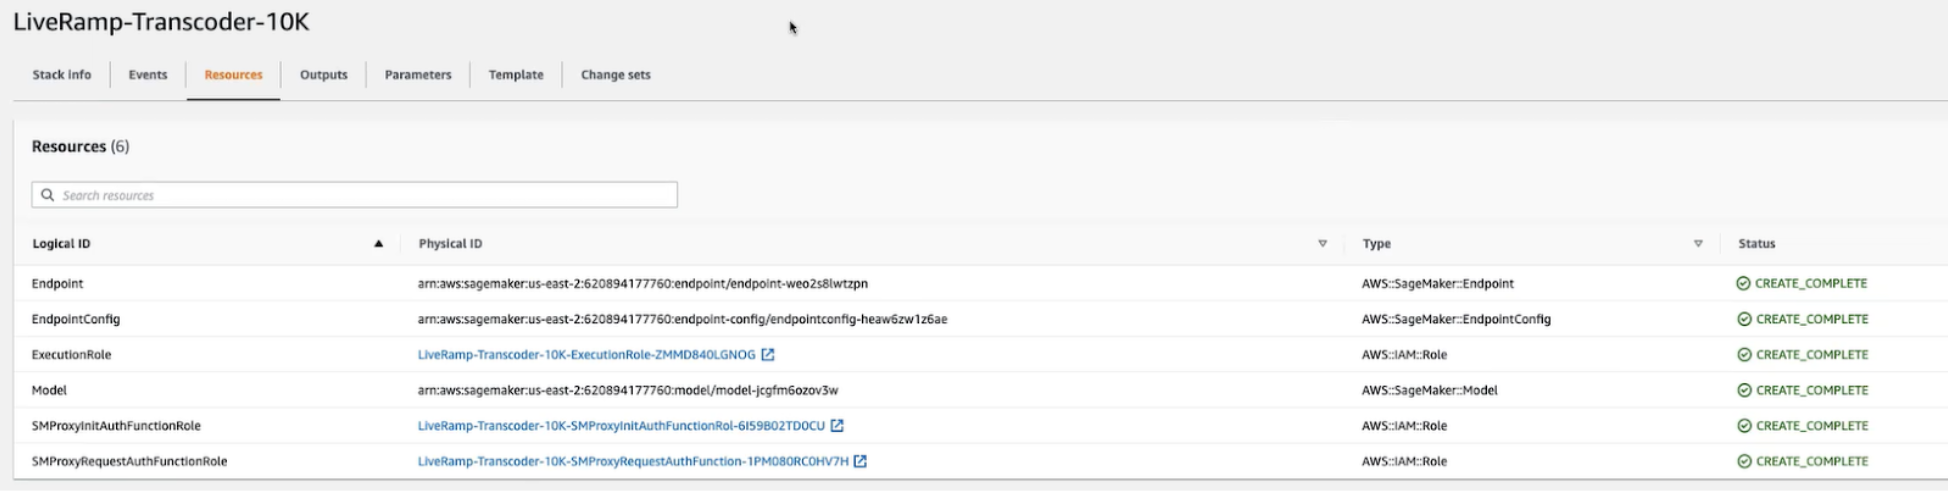 LiveRamp-Transcoder-10K
Stack info Events Resources Outputs Parameters Template Change sets
Resources (6)
Search resources
Logical ID Physical ID Type Status
Endpoint arn:aws:sagemaker:us-east-2:620894177760:endpoint/endpoint-weo2s8lwtzpn AWS::SageMaker::Endpoint CREATE_COMPLETE
EndpointConfig arn:aws:sagemaker:us-east-2:620894177760:endpoint-config/endpointconfig-heaw6zw1z6ae AWS::SageMaker::EndpointConfig CREATE_COMPLETE
ExecutionRole LiveRamp-Transcoder-10K-ExecutionRole-ZMMD840LGNOG AWS::IAM::Role CREATE_COMPLETE
Model arn:aws:sagemaker:us-east-2:620894177760:model/model-jcgfm6ozov3w AWS::SageMaker::Model CREATE_COMPLETE
SMProxyInitAuthFunctionRole LiveRamp-Transcoder-10K-SMProxyInitAuthFunctionRol-6I59B02TD0CU AWS::IAM::Role CREATE_COMPLETE
SMProxyRequestAuthFunctionRole LiveRamp-Transcoder-10K-SMProxyRequestAuthFunction-1PM080RC0HV7H AWS::IAM::Role CREATE_COMPLETE